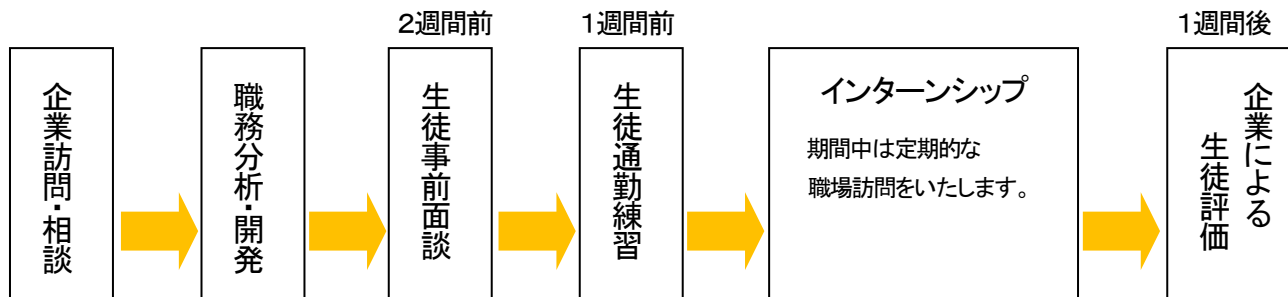 企業訪問・相談
職務分析・開発
2週間前
生徒事前面談
1週間前
生徒通勤練習
インターンシップ
期間中は定期的な
職場訪問をいたします。
1週間後
企業による
生徒評価